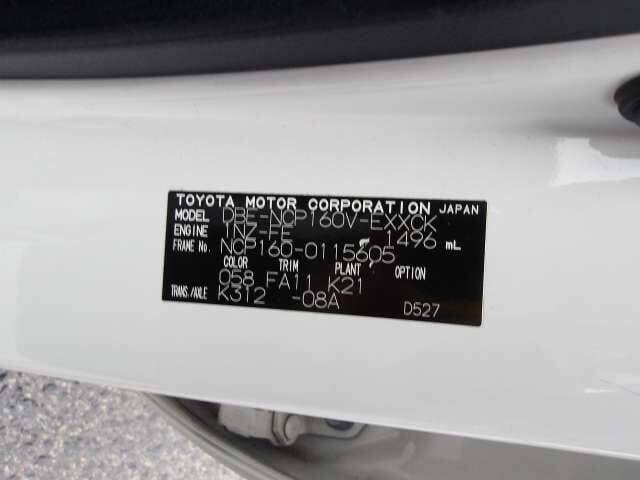 TOYOTA MOTOR CORPORATION JAPAN
MODEL DBE-NCP160V-EXXCK
ENGINE 1NZ-FE 1496 mL
FRAME No. NCP160-0115605
COLOR TRIM PLANT OPTION
058 FA11 K21
TRANS./AXLE K312 -08A
D527